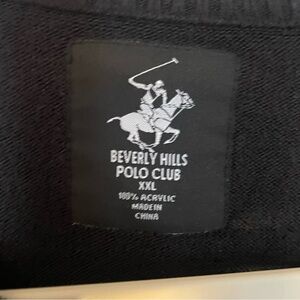 BEVERLY HILLS
POLO CLUB
XXL
100% ACRYLIC
MADE IN
CHINA